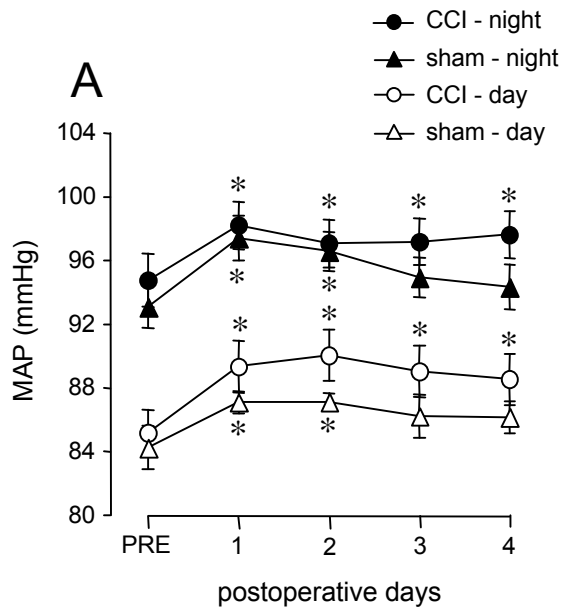 CCI - night
sham - night
CCI - day
sham - day
A
104
100
96
92
88
84
80
MAP (mmHg)
* * * *
* *
* * * *
* *
PRE 1 2 3 4
postoperative days